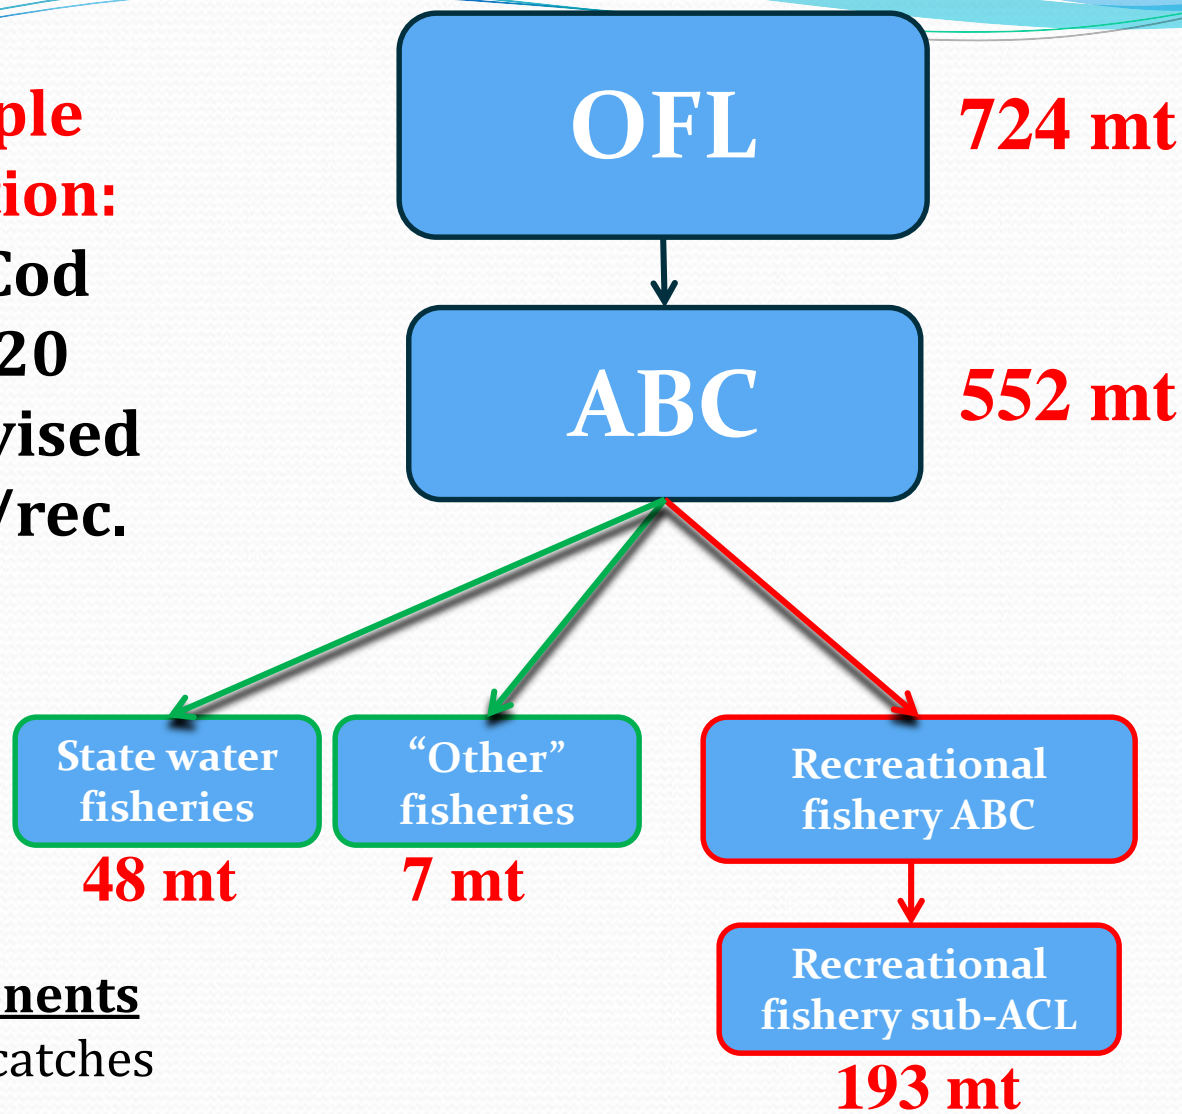 OFL
724 mt
ple
tion:
Cod
20
vised
/rec.
ABC
552 mt
State water
fisheries
48 mt
“Other”
fisheries
7 mt
Recreational
fishery ABC
Recreational
fishery sub-ACL
193 mt
nents
catches